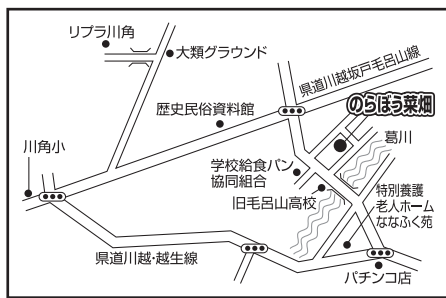 リプラ川角
大類グラウンド
県道川越坂戸毛呂山線
のらぼう菜畑
歴史民俗資料館
葛川
川角小
学校給食パン
協同組合
旧毛呂山高校
特別養護
老人ホーム
ななふく苑
県道川越・越生線
パチンコ店